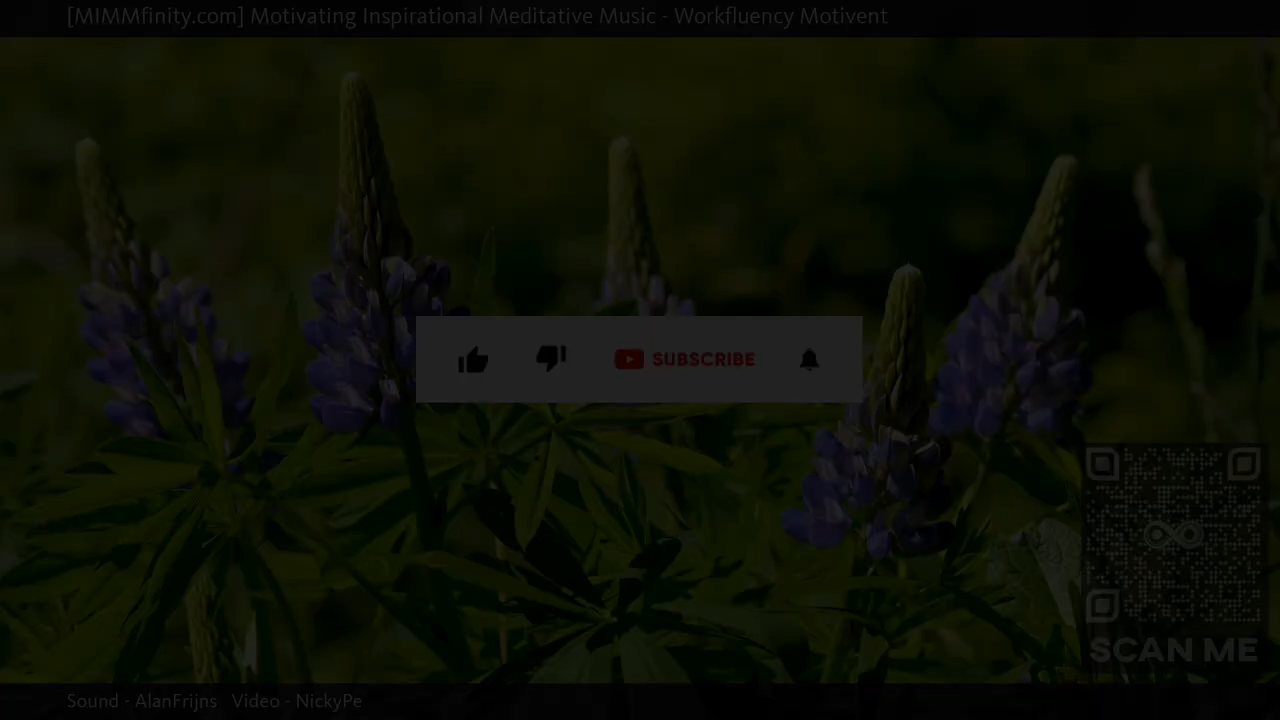 [MIMMfinity.com] Motivating Inspirational Meditative Music - Workfluency Motivent
SUBSCRIBE
SCAN ME
Sound - AlanFrijns   Video - NickyPe